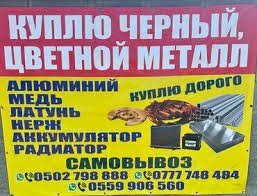 КУПЛЮ ЧЕРНЫЙ,
ЦВЕТНОЙ МЕТАЛЛ
АЛЮМИНИЙ
КУПЛЮ ДОРОГО
МЕДЬ
ЛАТУНЬ
НЕРЖ
АККУМУЛЯТОР
РАДИАТОР
САМОВЫВОЗ
0502 798 888 0777 748 484
0559 906 560